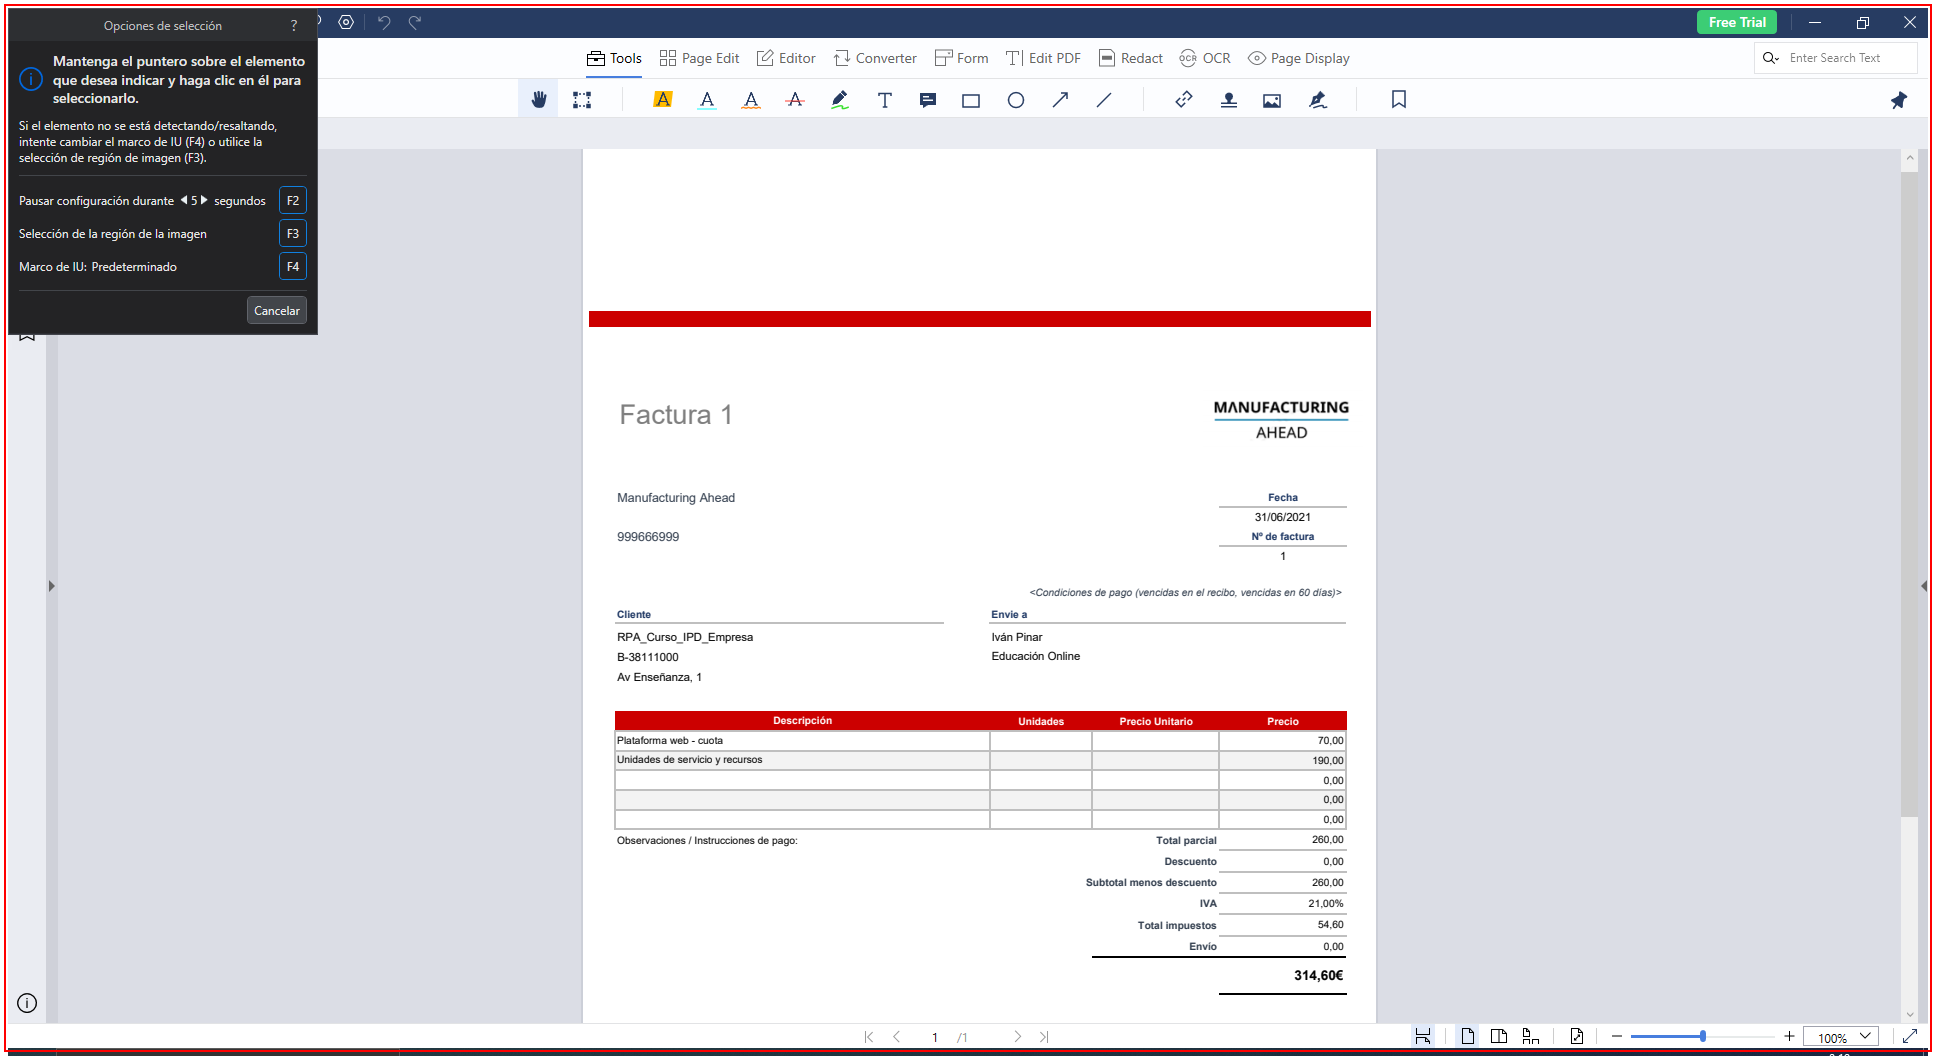 Opciones de selección ?
Mantenga el puntero sobre el elemento
que desea indicar y haga clic en él para
seleccionarlo.
Si el elemento no se está detectando/resaltando,
intente cambiar el marco de IU (F4) o utilice la
selección de región de imagen (F3).
Pausar configuración durante 5 segundos F2
Selección de la región de la imagen F3
Marco de IU: Predeterminado F4
Cancelar
Free Trial
Tools Page Edit Editor Converter Form Edit PDF Redact OCR Page Display
Enter Search Text
Factura 1
MANUFACTURING
AHEAD
Manufacturing Ahead
999666999
Fecha
31/06/2021
Nº de factura
1
<Condiciones de pago (vencidas en el recibo, vencidas en 60 días)>
Cliente
RPA_Curso_IPD_Empresa
B-38111000
Av Enseñanza, 1
Envíe a
Iván Pinar
Educación Online
Descripción Unidades Precio Unitario Precio
Plataforma web - cuota 70,00
Unidades de servicio y recursos 190,00
0,00
0,00
0,00
Observaciones / Instrucciones de pago:
Total parcial 260,00
Descuento 0,00
Subtotal menos descuento 260,00
IVA 21,00%
Total impuestos 54,60
Envío 0,00
314,60€
1 /1
100%